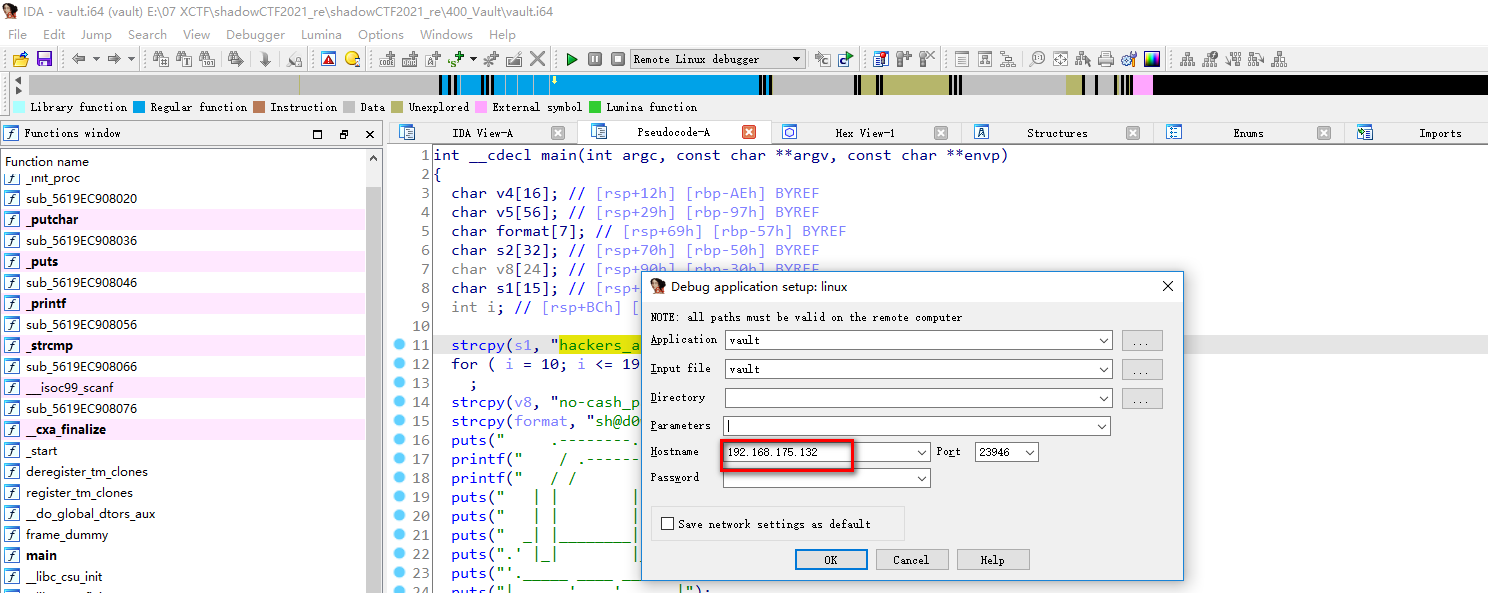 IDA - vault.i64 (vault) E:\07 XCTF\shadowCTF2021_re\shadowCTF2021_re\400_Vault\vault.i64
File Edit Jump Search View Debugger Lumina Options Windows Help
Remote Linux debugger
Library function Regular function Instruction Data Unexplored External symbol Lumina function
Functions window
IDA View-A Pseudocode-A Hex View-1 Structures Enums Imports
Function name
_init_proc
sub_5619EC908020
_putchar
sub_5619EC908036
_puts
sub_5619EC908046
_printf
sub_5619EC908056
_strcmp
sub_5619EC908066
__isoc99_scanf
sub_5619EC908076
__cxa_finalize
_start
deregister_tm_clones
register_tm_clones
__do_global_dtors_aux
frame_dummy
main
__libc_csu_init
1 int __cdecl main(int argc, const char **argv, const char **envp)
2 {
3 char v4[16]; // [rsp+12h] [rbp-AEh] BYREF
4 char v5[56]; // [rsp+29h] [rbp-97h] BYREF
5 char format[7]; // [rsp+69h] [rbp-57h] BYREF
6 char s2[32]; // [rsp+70h] [rbp-50h] BYREF
7 char v8[24]; // [rsp+90h] [rbp-30h] BYREF
8 char s1[15]; // [rsp+
9 int i; // [rsp+BCh] [
10
11 strcpy(s1, "hackers_a
12 for ( i = 10; i <= 19
13 ;
14 strcpy(v8, "no-cash_p
15 strcpy(format, "sh@d0
16 puts(" .--------.
17 printf(" / .------
18 printf(" / /
19 puts(" | | |
20 puts(" | | |
21 puts(" _| |________|
22 puts(".' |_| |_
23 puts("'._____ ____ __
24 puts("| .' '. |");
Debug application setup: linux
NOTE: all paths must be valid on the remote computer
Application vault ...
Input file vault ...
Directory ...
Parameters
Hostname 192.168.175.132 Port 23946
Password
Save network settings as default
OK Cancel Help